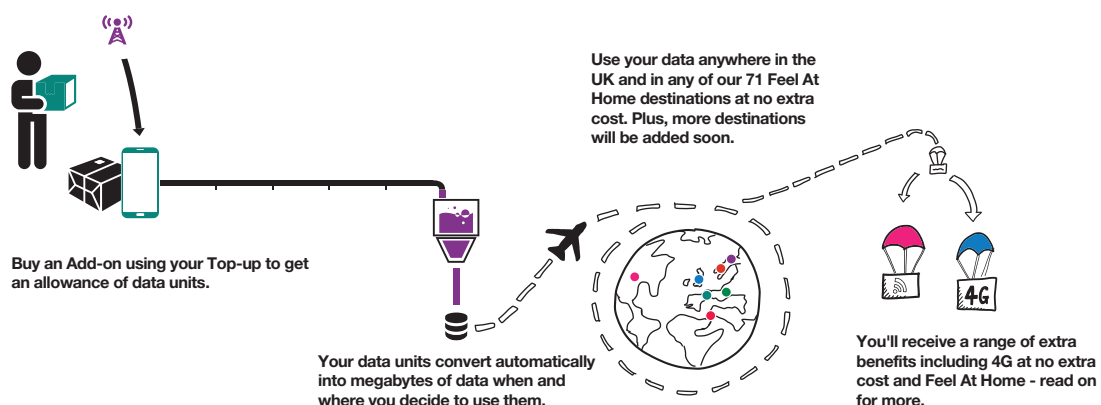 Use your data anywhere in the
UK and in any of our 71 Feel At
Home destinations at no extra
cost. Plus, more destinations
will be added soon.
Buy an Add-on using your Top-up to get
an allowance of data units.
4G
Your data units convert automatically
into megabytes of data when and
where you decide to use them.
You'll receive a range of extra
benefits including 4G at no extra
cost and Feel At Home - read on
for more.